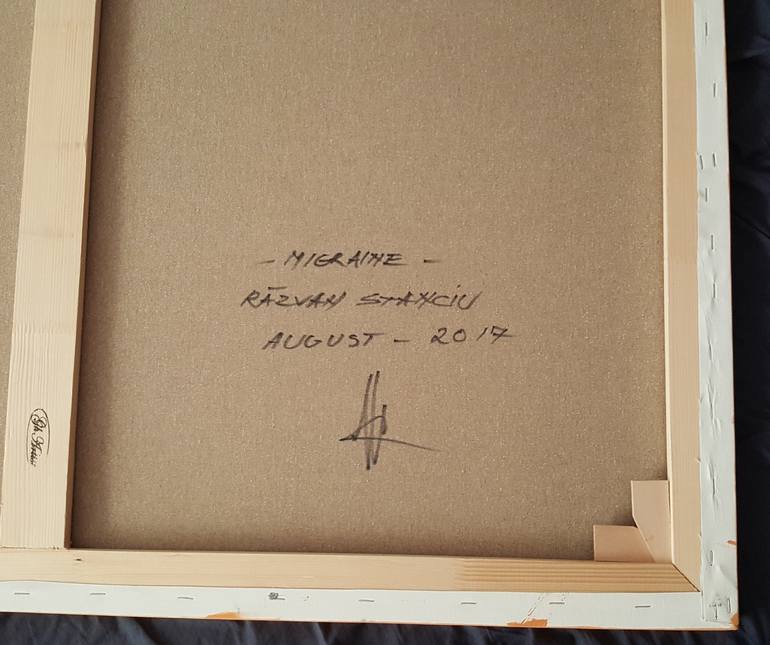 - MIGRAINE -
RĂZVAN STANCIU
AUGUST - 2017